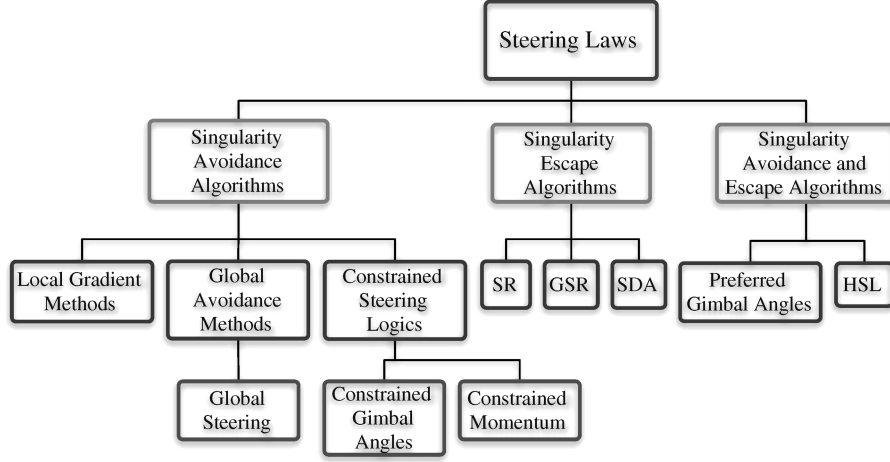 Steering Laws
Singularity
Avoidance
Algorithms
Singularity
Escape
Algorithms
Singularity
Avoidance and
Escape Algorithms
Local Gradient
Methods
Global
Avoidance
Methods
Constrained
Steering
Logics
SR
GSR
SDA
Preferred
Gimbal Angles
HSL
Global
Steering
Constrained
Gimbal
Angles
Constrained
Momentum